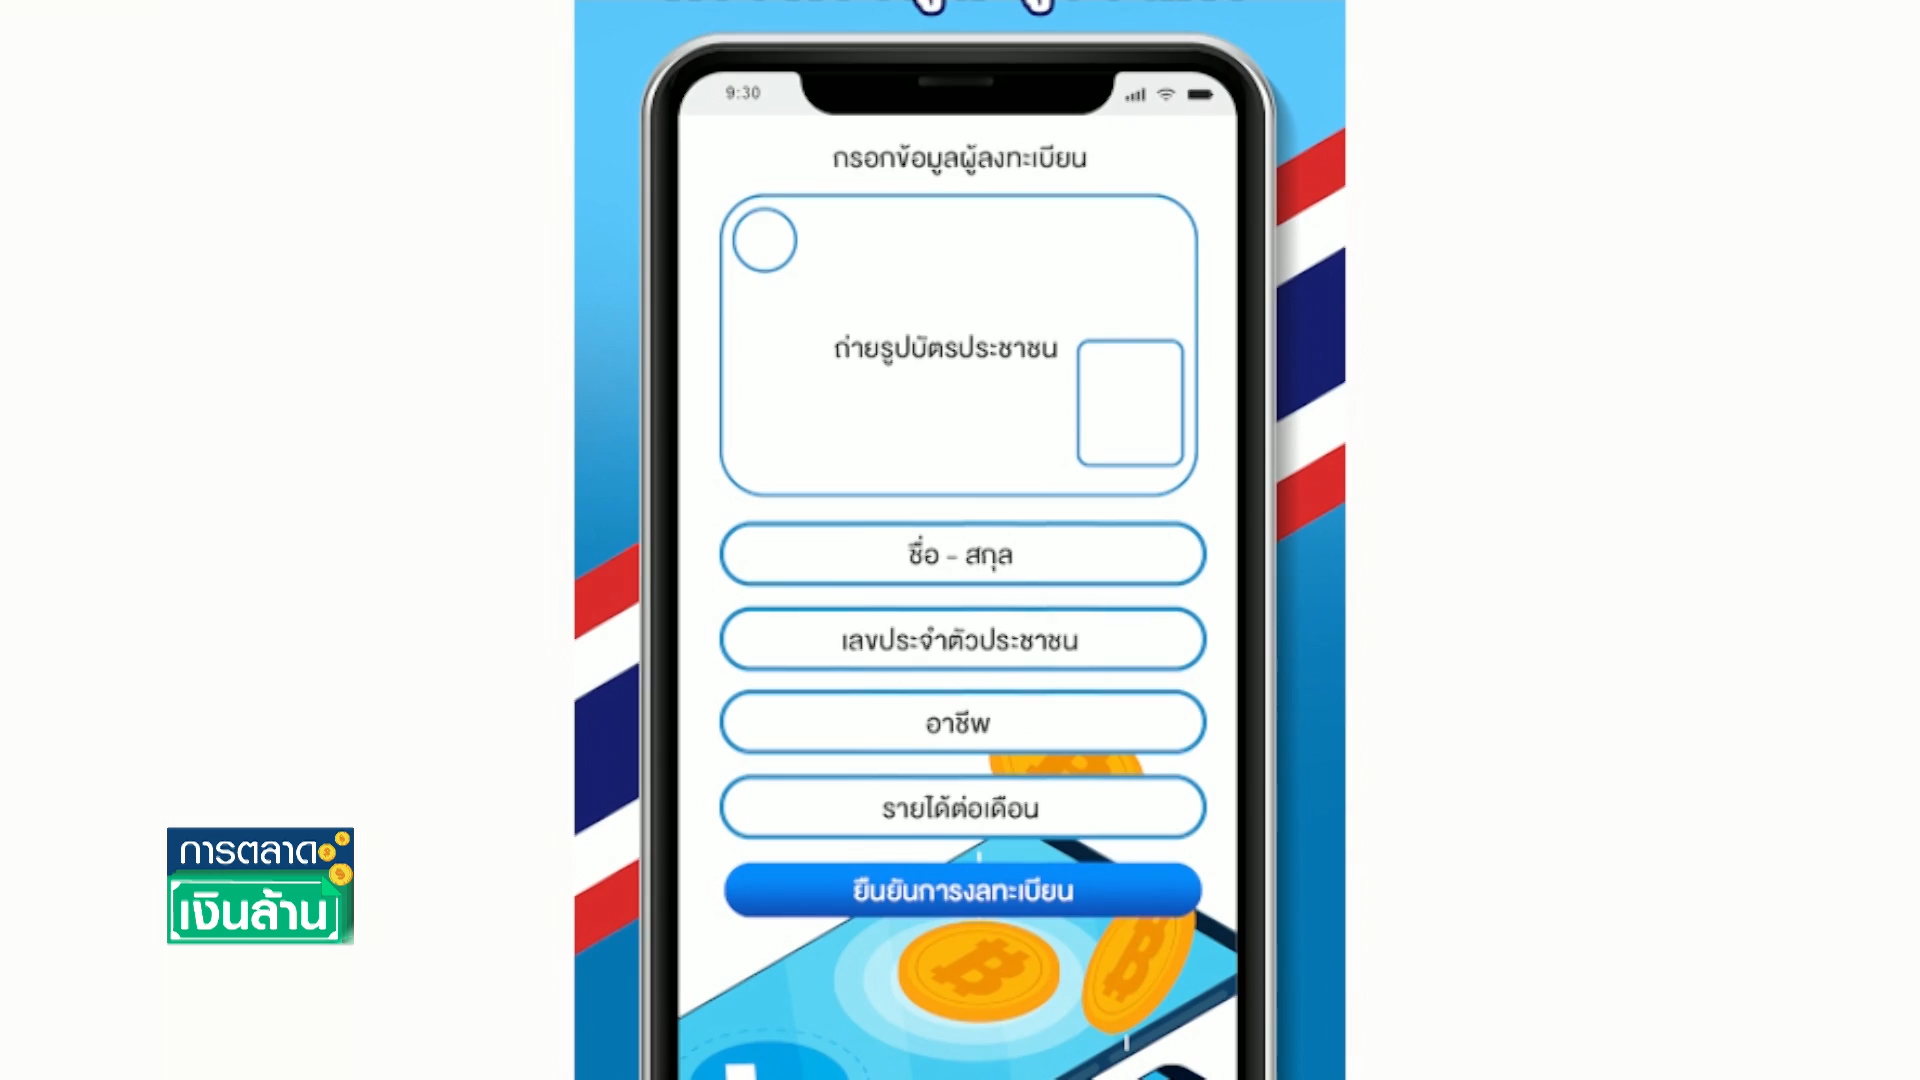 9:30
กรอกข้อมูลผู้ลงทะเบียน
ถ่ายรูปบัตรประชาชน
ชื่อ - สกุล
เลขประจำตัวประชาชน
อาชีพ
รายได้ต่อเดือน
ยืนยันการงลทะเบียน
การตลาด
เงินล้าน